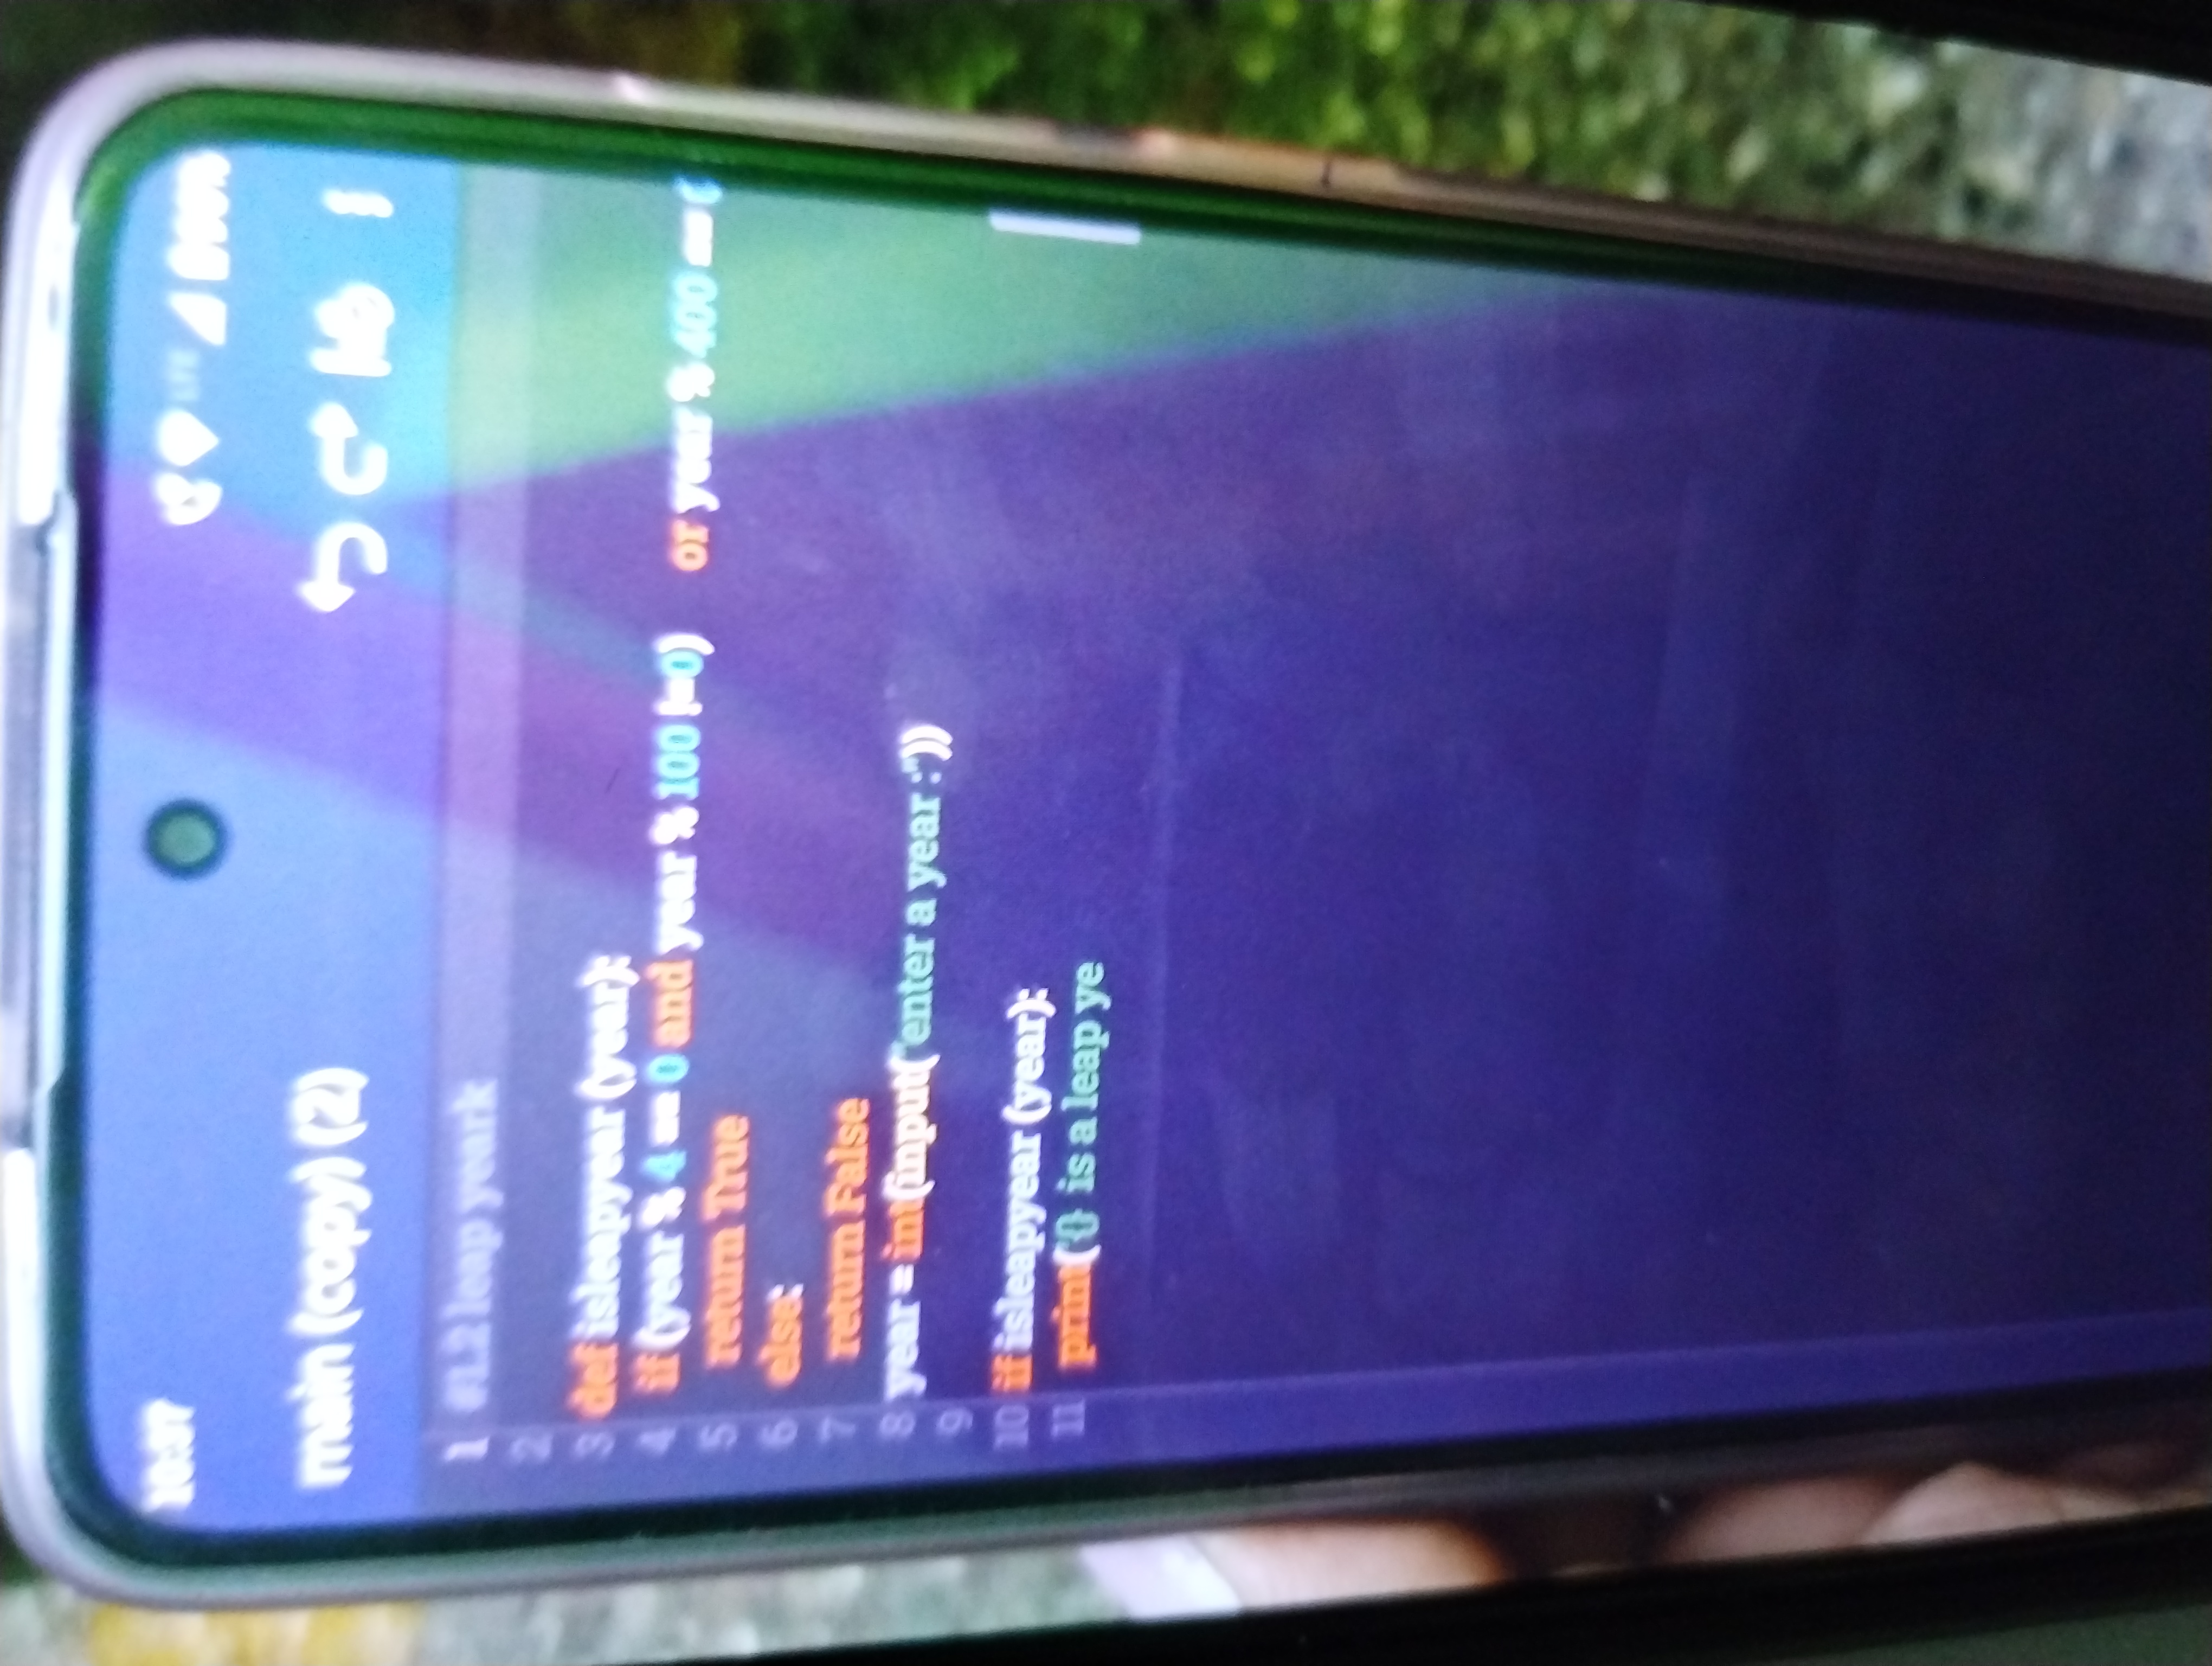 main (copy) (2)
1 #1.2 leap yeark
2
3 def isleapyear (year):
4 if (year % 4 == 0 and year % 100 !=0) or year % 400 ==
5 return True
6 else:
7 return False
8 year = int(input("enter a year :"))
9
10 if isleapyear (year):
11 print('{} is a leap ye